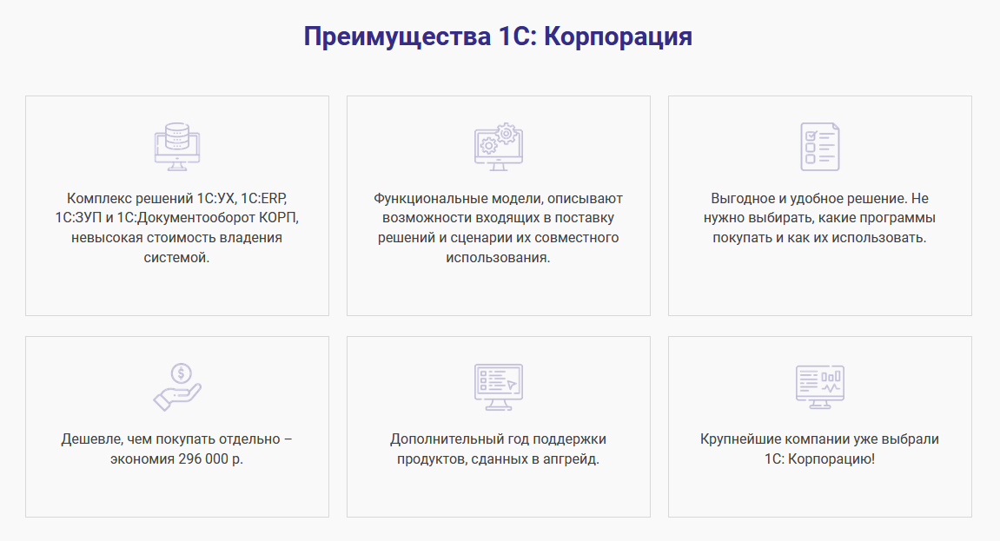 Преимущества 1С: Корпорация
Комплекс решений 1С:УХ, 1С:ERP,
1С:ЗУП и 1С:Документооборот КОРП,
невысокая стоимость владения
системой.
Функциональные модели, описывают
возможности входящих в поставку
решений и сценарии их совместного
использования.
Выгодное и удобное решение. Не
нужно выбирать, какие программы
покупать и как их использовать.
Дешевле, чем покупать отдельно –
экономия 296 000 р.
Дополнительный год поддержки
продуктов, сданных в апгрейд.
Крупнейшие компании уже выбрали
1С: Корпорацию!